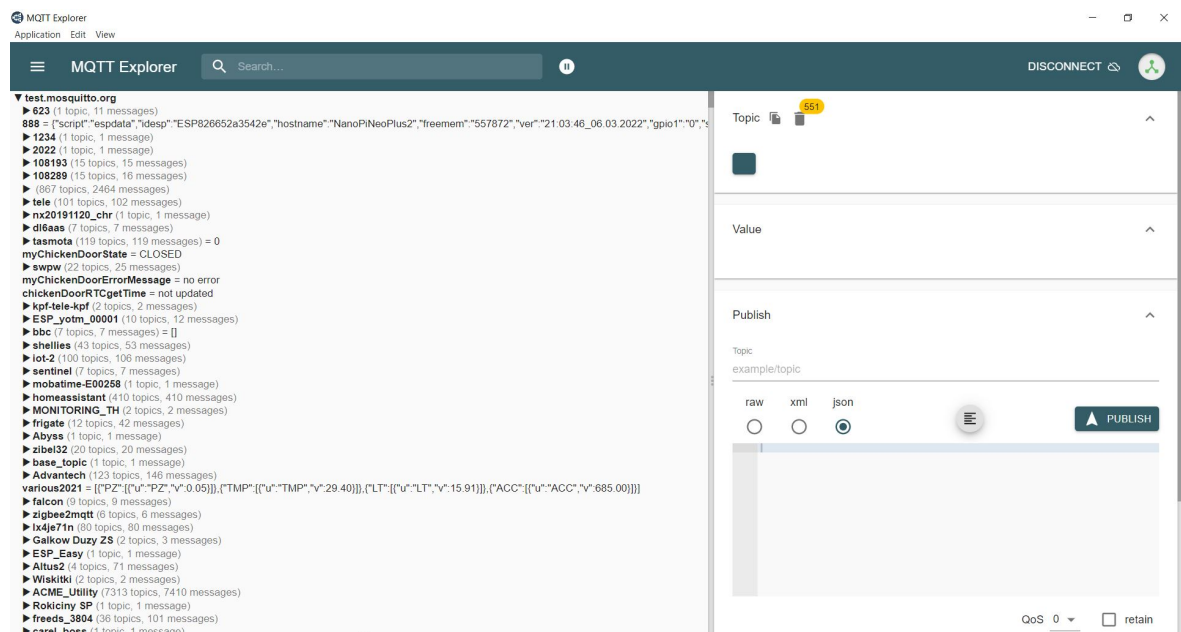 MQTT Explorer
Application Edit View
MQTT Explorer
Search...
DISCONNECT
▼ test.mosquitto.org
▶ 623 (1 topic, 11 messages)
888 = {"script":"espdata","idesp":"ESP826652a3542e","hostname":"NanoPiNeoPlus2","freemem":"557872","ver":"21:03:46_06.03.2022","gpio1":"0","s
▶ 1234 (1 topic, 1 message)
▶ 2022 (1 topic, 1 message)
▶ 108193 (15 topics, 15 messages)
▶ 108289 (15 topics, 16 messages)
▶ (867 topics, 2464 messages)
▶ tele (101 topics, 102 messages)
▶ nx20191120_chr (1 topic, 1 message)
▶ dl6aas (7 topics, 7 messages)
▶ tasmota (119 topics, 119 messages) = 0
myChickenDoorState = CLOSED
▶ swpw (22 topics, 25 messages)
myChickenDoorErrorMessage = no error
chickenDoorRTCgetTime = not updated
▶ kpf-tele-kpf (2 topics, 2 messages)
▶ ESP_yotm_00001 (10 topics, 12 messages)
▶ bbc (7 topics, 7 messages) = []
▶ shellies (43 topics, 53 messages)
▶ iot-2 (100 topics, 106 messages)
▶ sentinel (7 topics, 7 messages)
▶ mobatime-E00258 (1 topic, 1 message)
▶ homeassistant (410 topics, 410 messages)
▶ MONITORING_TH (2 topics, 2 messages)
▶ frigate (12 topics, 42 messages)
▶ Abyss (1 topic, 1 message)
▶ zibel32 (20 topics, 20 messages)
▶ base_topic (1 topic, 1 message)
▶ Advantech (123 topics, 146 messages)
various2021 = [{"PZ":[{"u":"PZ","v":0.05}]},{"TMP":[{"u":"TMP","v":29.40}]},{"LT":[{"u":"LT","v":15.91}]},{"ACC":[{"u":"ACC","v":685.00}]}]
▶ falcon (9 topics, 9 messages)
▶ zigbee2mqtt (6 topics, 6 messages)
▶ lx4je71n (80 topics, 80 messages)
▶ Galkow Duzy ZS (2 topics, 3 messages)
▶ ESP_Easy (1 topic, 1 message)
▶ Altus2 (4 topics, 71 messages)
▶ Wiskitki (2 topics, 2 messages)
▶ ACME_Utility (7313 topics, 7410 messages)
▶ Rokiciny SP (1 topic, 1 message)
▶ freeds_3804 (36 topics, 101 messages)
▶ carel_boss (1 topic, 1 message)
Topic 551
Value
Publish
Topic
example/topic
raw xml json
PUBLISH
QoS 0 retain